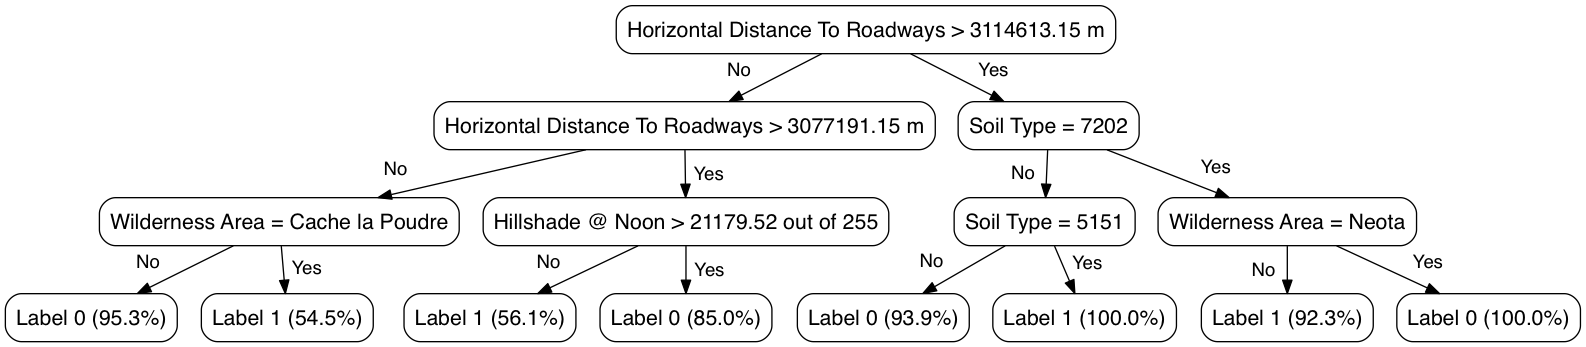 Horizontal Distance To Roadways > 3114613.15 m
No
Yes
Horizontal Distance To Roadways > 3077191.15 m
Soil Type = 7202
No
Yes
No
Yes
Wilderness Area = Cache la Poudre
Hillshade @ Noon > 21179.52 out of 255
Soil Type = 5151
Wilderness Area = Neota
No
Yes
No
Yes
No
Yes
No
Yes
Label 0 (95.3%)
Label 1 (54.5%)
Label 1 (56.1%)
Label 0 (85.0%)
Label 0 (93.9%)
Label 1 (100.0%)
Label 1 (92.3%)
Label 0 (100.0%)